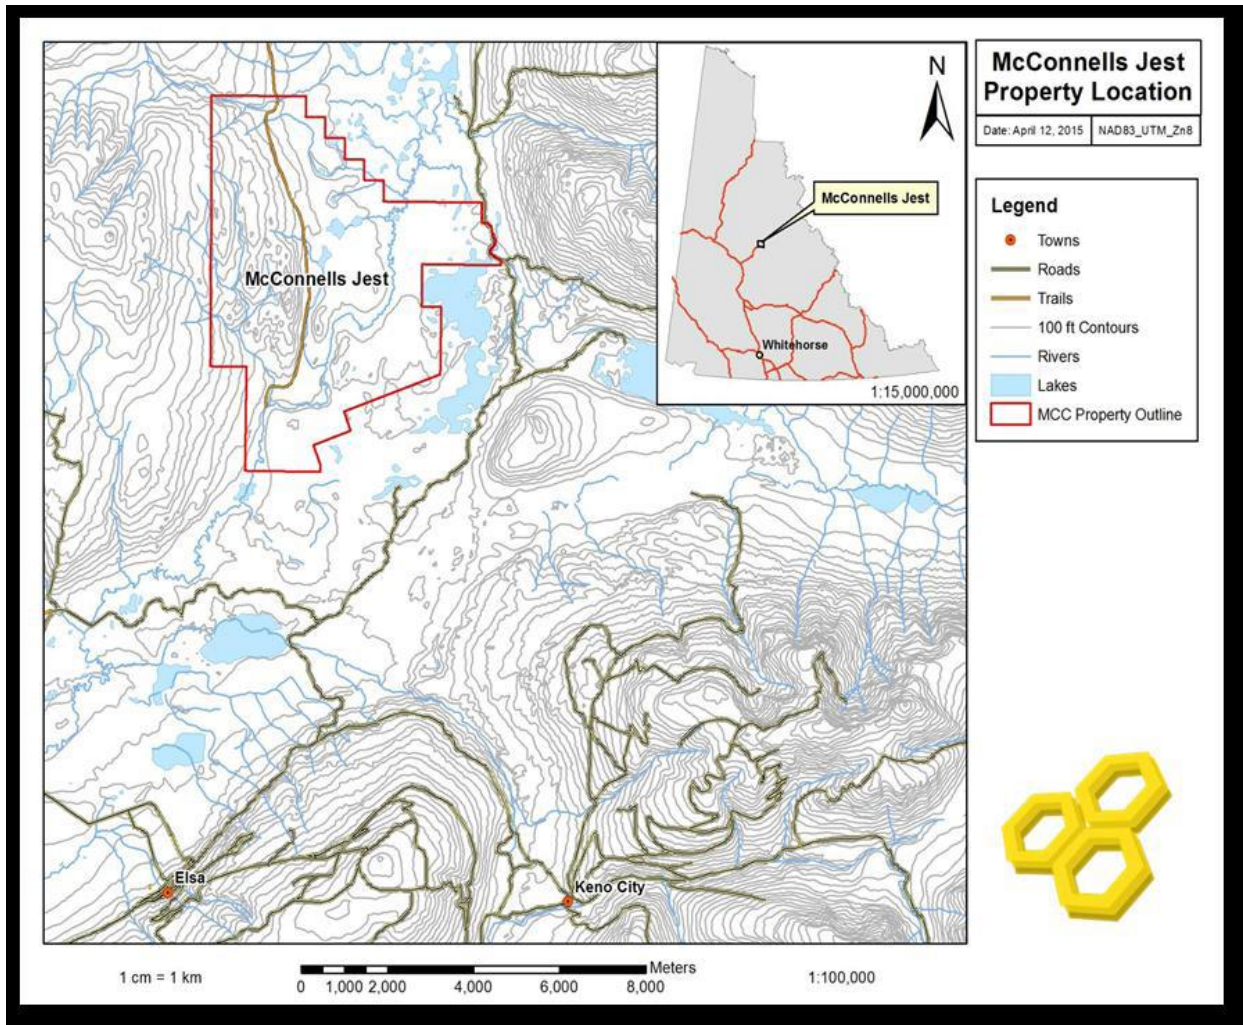 McConnells Jest
Property Location
Date: April 12, 2015 NAD83_UTM_Zn8
N
McConnells Jest
Whitehorse
1:15,000,000
Legend
Towns
Roads
Trails
100 ft Contours
Rivers
Lakes
MCC Property Outline
McConnells Jest
Elsa
Keno City
1 cm = 1 km
Meters
0 1,000 2,000 4,000 6,000 8,000
1:100,000